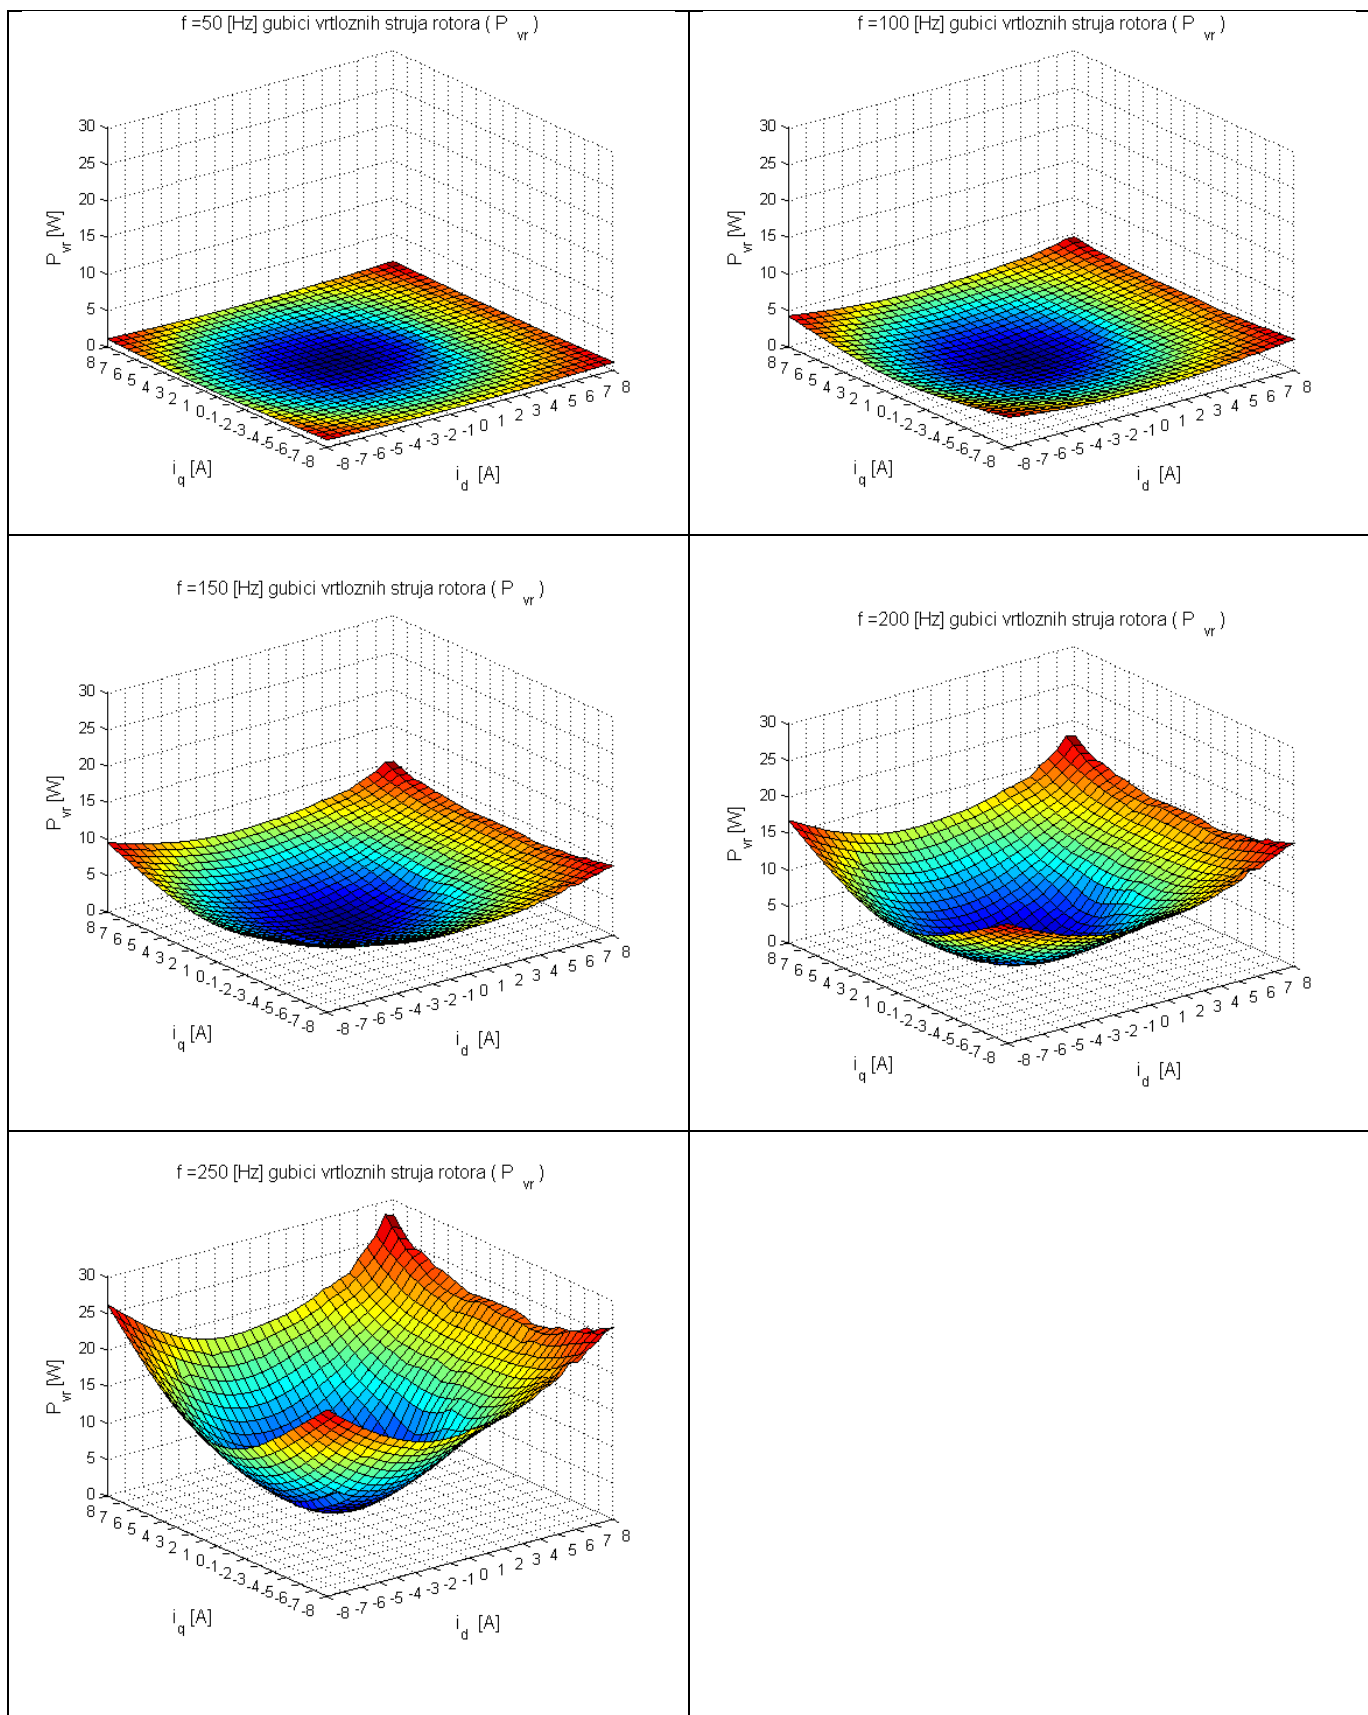 f =50 [Hz] gubici vrtloznih struja rotora ( P vr )
30
25
20
15
10
5
0
P vr [W]
8 7 6 5 4 3 2 1 0 -1 -2 -3 -4 -5 -6 -7 -8
i q [A]
-8 -7 -6 -5 -4 -3 -2 -1 0 1 2 3 4 5 6 7 8
i d [A]
f =100 [Hz] gubici vrtloznih struja rotora ( P vr )
30
25
20
15
10
5
0
P vr [W]
8 7 6 5 4 3 2 1 0 -1 -2 -3 -4 -5 -6 -7 -8
i q [A]
-8 -7 -6 -5 -4 -3 -2 -1 0 1 2 3 4 5 6 7 8
i d [A]
f =150 [Hz] gubici vrtloznih struja rotora ( P vr )
30
25
20
15
10
5
0
P vr [W]
8 7 6 5 4 3 2 1 0 -1 -2 -3 -4 -5 -6 -7 -8
i q [A]
-8 -7 -6 -5 -4 -3 -2 -1 0 1 2 3 4 5 6 7 8
i d [A]
f =200 [Hz] gubici vrtloznih struja rotora ( P vr )
30
25
20
15
10
5
0
P vr [W]
8 7 6 5 4 3 2 1 0 -1 -2 -3 -4 -5 -6 -7 -8
i q [A]
-8 -7 -6 -5 -4 -3 -2 -1 0 1 2 3 4 5 6 7 8
i d [A]
f =250 [Hz] gubici vrtloznih struja rotora ( P vr )
30
25
20
15
10
5
0
P vr [W]
8 7 6 5 4 3 2 1 0 -1 -2 -3 -4 -5 -6 -7 -8
i q [A]
-8 -7 -6 -5 -4 -3 -2 -1 0 1 2 3 4 5 6 7 8
i d [A]